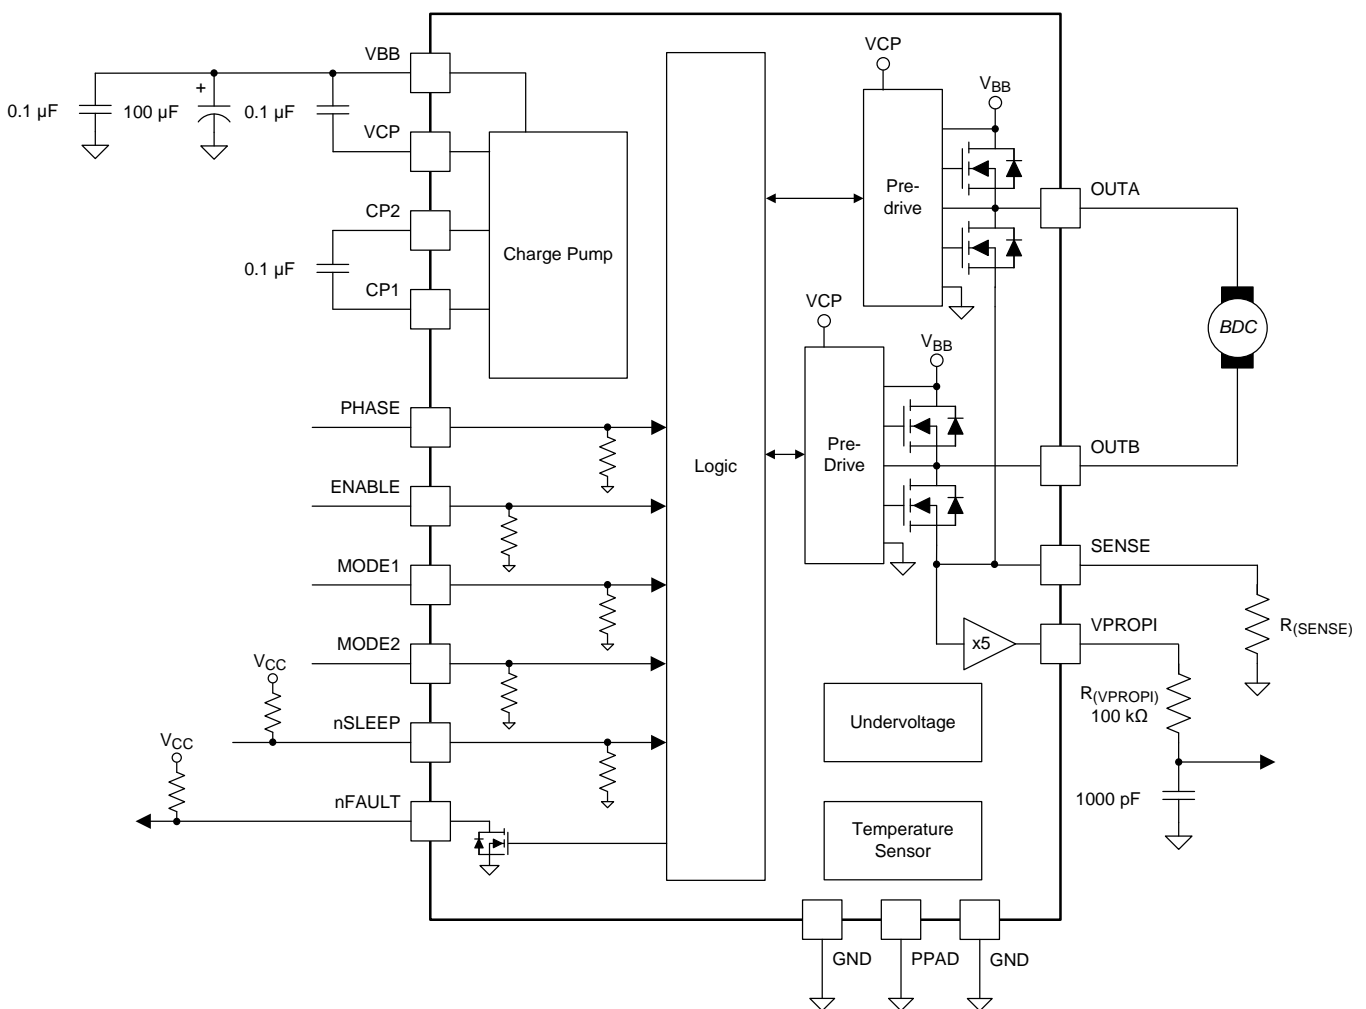 VBB
0.1 µF
100 µF
+
0.1 µF
VCP
CP2
0.1 µF
CP1
Charge Pump
PHASE
ENABLE
MODE1
MODE2
VCC
nSLEEP
VCC
nFAULT
Logic
VCP
VBB
Pre-
drive
OUTA
VCP
VBB
Pre-
Drive
BDC
OUTB
SENSE
R(SENSE)
x5
VPROPI
R(VPROPI)
100 kΩ
1000 pF
Undervoltage
Temperature
Sensor
GND
PPAD
GND